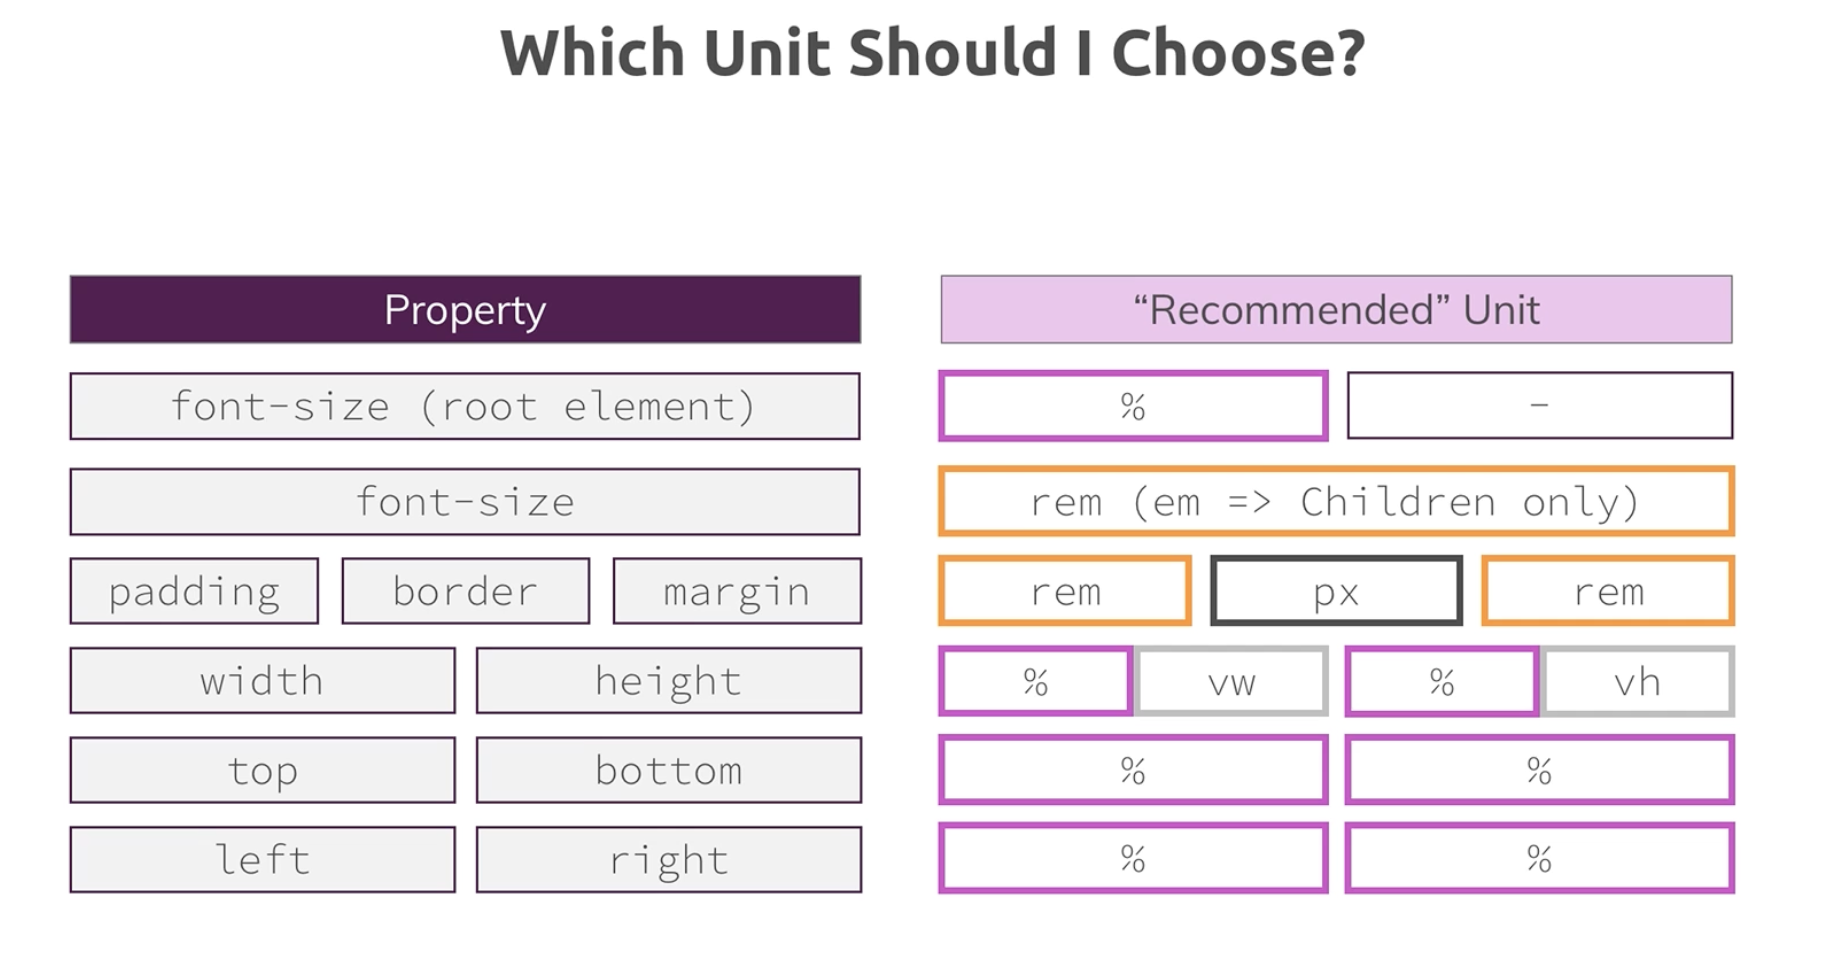 Which Unit Should I Choose?
Property
“Recommended” Unit
font-size (root element)
%
–
font-size
rem (em => Children only)
padding
border
margin
rem
px
rem
width
height
%
vw
%
vh
top
bottom
%
%
left
right
%
%